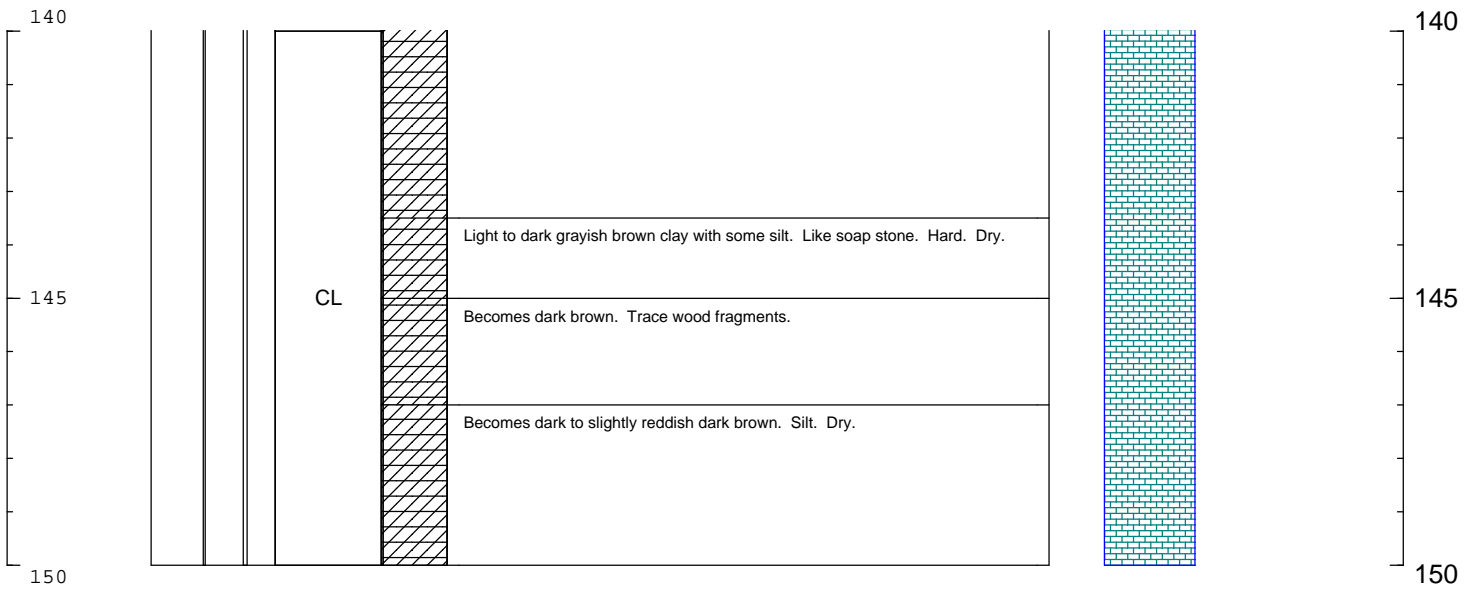 140
140
Light to dark grayish brown clay with some silt. Like soap stone. Hard. Dry.
145
CL
145
Becomes dark brown. Trace wood fragments.
Becomes dark to slightly reddish dark brown. Silt. Dry.
150
150